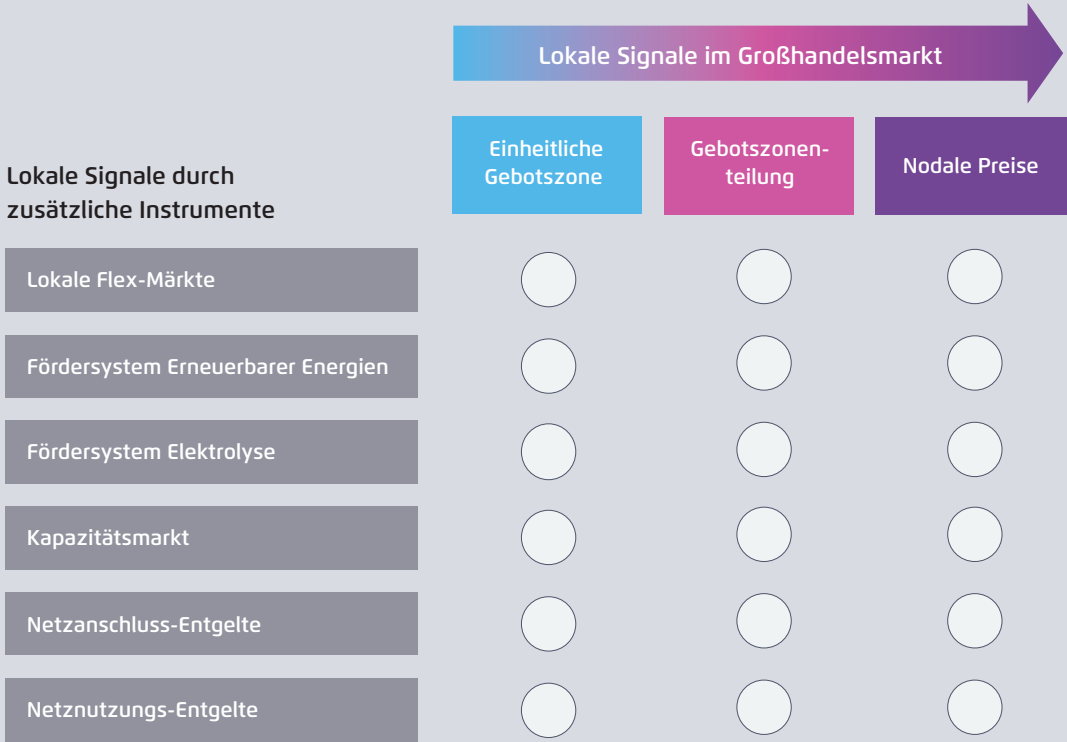 Lokale Signale im Großhandelsmarkt
Lokale Signale durch
zusätzliche Instrumente
Einheitliche
Gebotszone
Gebotszonen-
teilung
Nodale Preise
Lokale Flex-Märkte
Fördersystem Erneuerbarer Energien
Fördersystem Elektrolyse
Kapazitätsmarkt
Netzanschluss-Entgelte
Netznutzungs-Entgelte